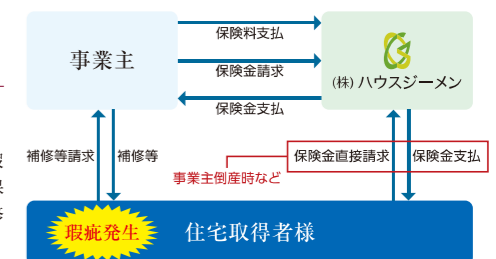 保険料支払
事業主
保険金請求
(株) ハウスジーメン
保険金支払
補修等請求
補修等
保険金直接請求
保険金支払
事業主倒産時など
瑕疵発生
住宅取得者様